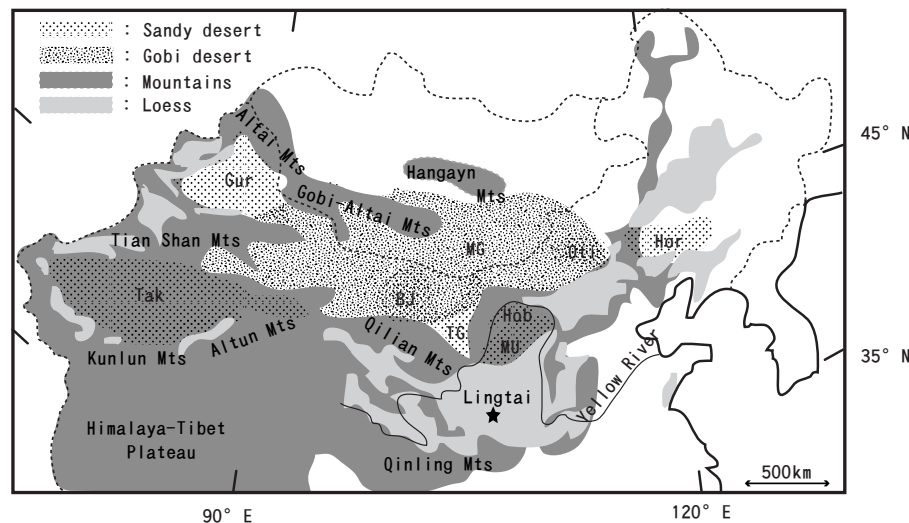 : Sandy desert
: Gobi desert
: Mountains
: Loess
45° N
Altai Mts
Hangayn
Mts
Gur
Gobi-Altai Mts
Tian Shan Mts
MG
Otj
Hor
Tak
BJ
Hob
TG
MU
Altun Mts
Qilian Mts
Kunlun Mts
35° N
Yellow River
Lingtai
Himalaya-Tibet
Plateau
Qinling Mts
500km
90° E
120° E